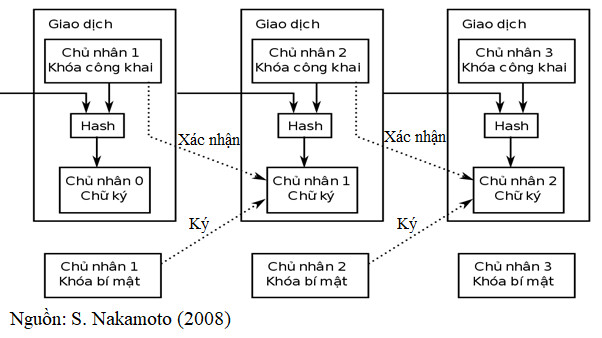 Giao dịch
Chủ nhân 1
Khóa công khai
Hash
Chủ nhân 0
Chữ ký
Giao dịch
Chủ nhân 2
Khóa công khai
Hash
Chủ nhân 1
Chữ ký
Giao dịch
Chủ nhân 3
Khóa công khai
Hash
Chủ nhân 2
Chữ ký
Xác nhận
Xác nhận
Ký
Ký
Chủ nhân 1
Khóa bí mật
Chủ nhân 2
Khóa bí mật
Chủ nhân 3
Khóa bí mật
Nguồn: S. Nakamoto (2008)